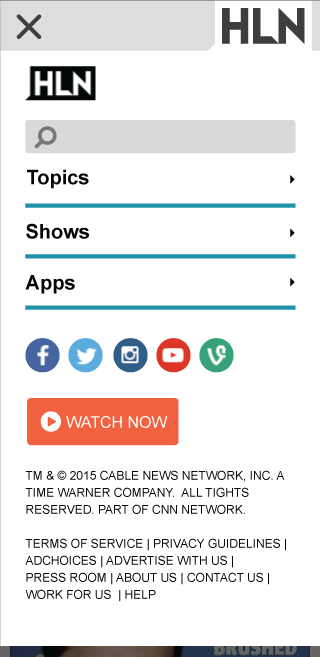 HLN
HLN
Topics
Shows
Apps
WATCH NOW
TM & © 2015 CABLE NEWS NETWORK, INC. A
TIME WARNER COMPANY. ALL TIGHTS
RESERVED. PART OF CNN NETWORK.
TERMS OF SERVICE | PRIVACY GUIDELINES |
ADCHOICES | ADVERTISE WITH US |
PRESS ROOM | ABOUT US | CONTACT US |
WORK FOR US | HELP
BRUSHED